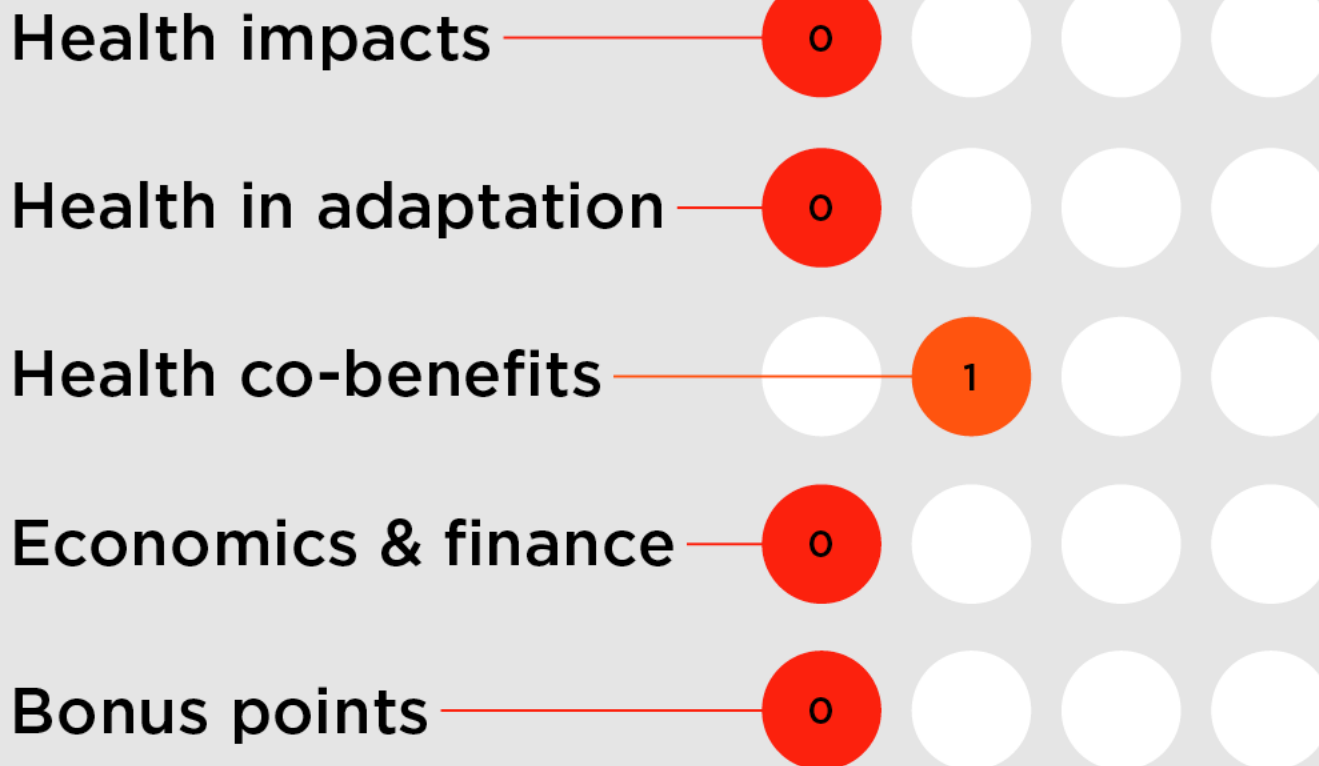 Health impacts 0
Health in adaptation 0
Health co-benefits 1
Economics & finance 0
Bonus points 0